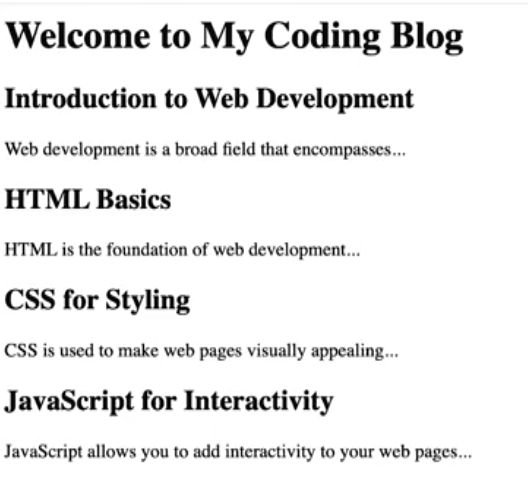 Welcome to My Coding Blog
Introduction to Web Development
Web development is a broad field that encompasses...
HTML Basics
HTML is the foundation of web development...
CSS for Styling
CSS is used to make web pages visually appealing...
JavaScript for Interactivity
JavaScript allows you to add interactivity to your web pages...